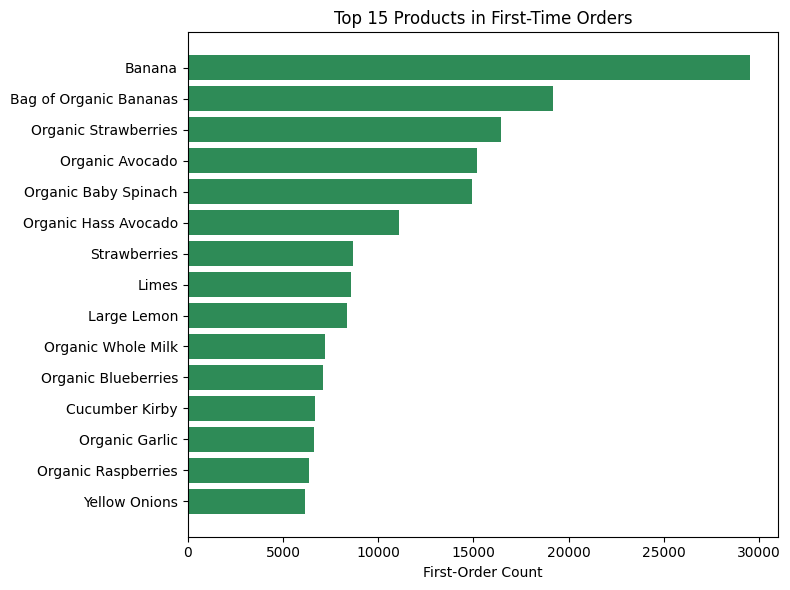 Top 15 Products in First-Time Orders
Banana
Bag of Organic Bananas
Organic Strawberries
Organic Avocado
Organic Baby Spinach
Organic Hass Avocado
Strawberries
Limes
Large Lemon
Organic Whole Milk
Organic Blueberries
Cucumber Kirby
Organic Garlic
Organic Raspberries
Yellow Onions
0 5000 10000 15000 20000 25000 30000
First-Order Count